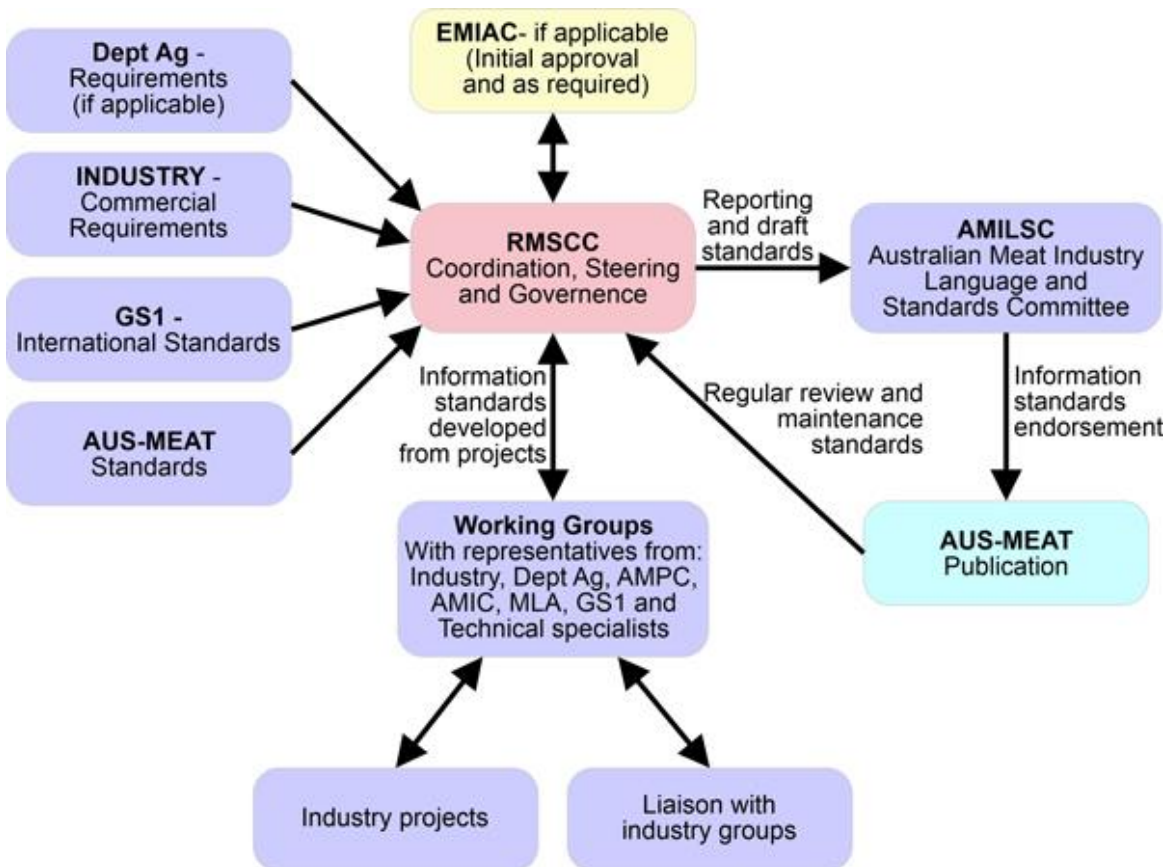 Dept Ag -
Requirements
(if applicable)
EMIAC- if applicable
(Initial approval
and as required)
INDUSTRY -
Commercial
Requirements
GS1 -
International Standards
AUS-MEAT
Standards
RMSCC
Coordination, Steering
and Governence
Reporting
and draft
standards
AMILSC
Australian Meat Industry
Language and
Standards Committee
Information
standards
developed
from projects
Regular review and
maintenance
standards
Information
standards
endorsement
Working Groups
With representatives from:
Industry, Dept Ag, AMPC,
AMIC, MLA, GS1 and
Technical specialists
AUS-MEAT
Publication
Industry projects
Liaison with
industry groups